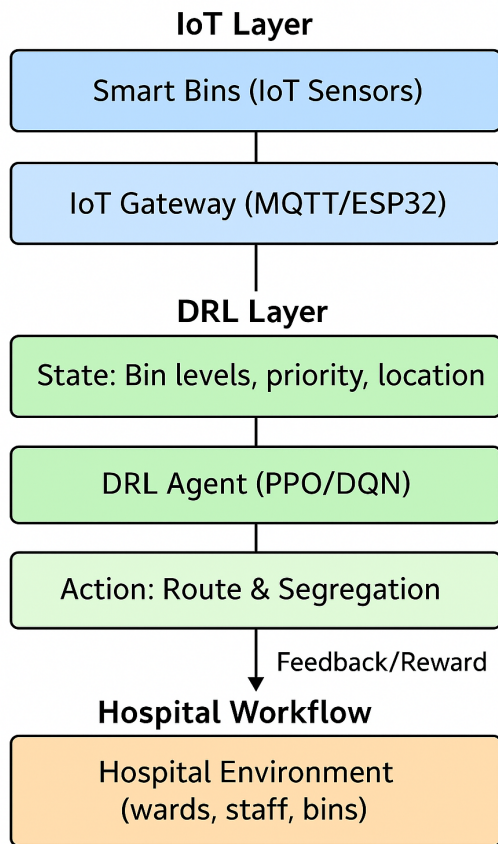 IoT Layer
Smart Bins (IoT Sensors)
IoT Gateway (MQTT/ESP32)
DRL Layer
State: Bin levels, priority, location
DRL Agent (PPO/DQN)
Action: Route & Segregation
Feedback/Reward
Hospital Workflow
Hospital Environment
(wards, staff, bins)